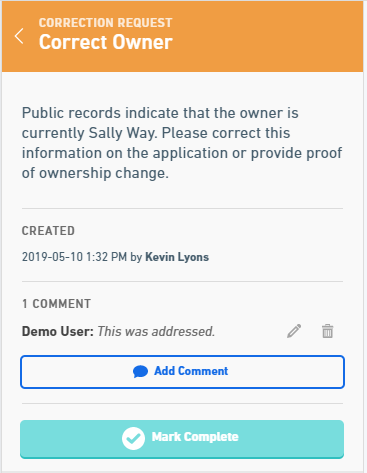 CORRECTION REQUEST
Correct Owner
Public records indicate that the owner is
currently Sally Way. Please correct this
information on the application or provide proof
of ownership change.
CREATED
2019-05-10 1:32 PM by Kevin Lyons
1 COMMENT
Demo User: This was addressed.
Add Comment
Mark Complete